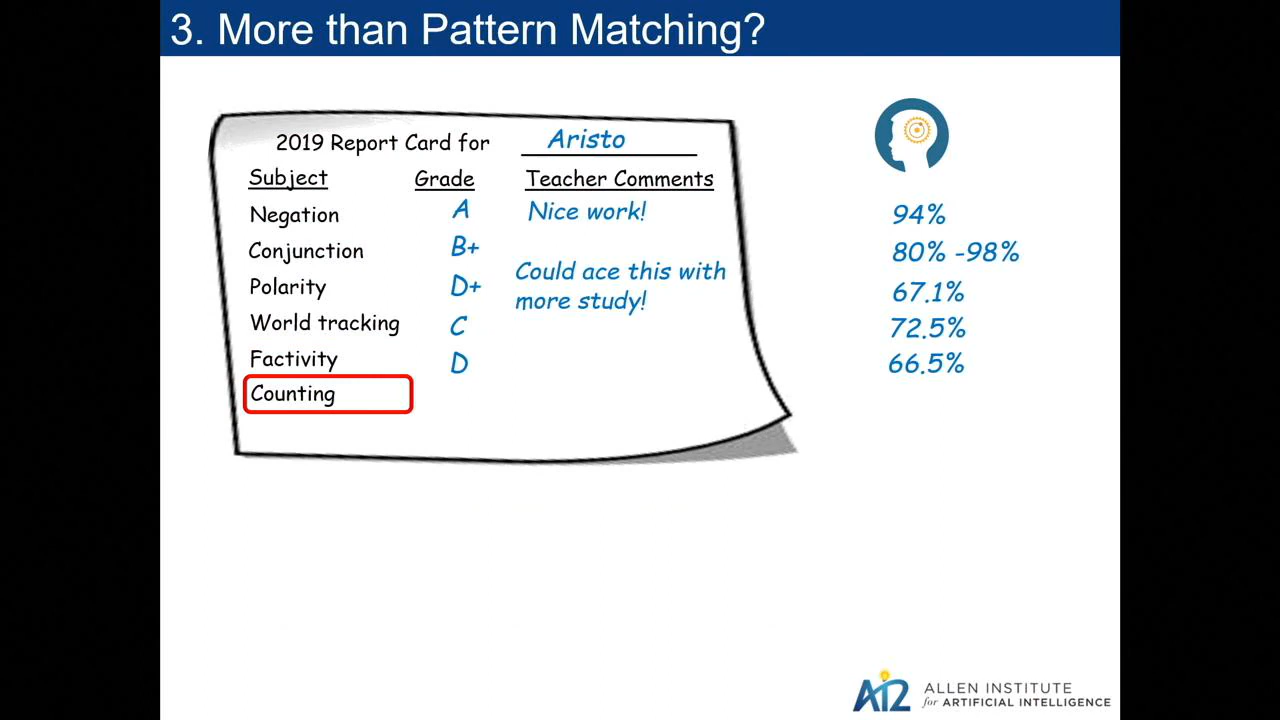 3. More than Pattern Matching?
2019 Report Card for Aristo
Subject Grade Teacher Comments
Negation A Nice work! 94%
Conjunction B+ 80% -98%
Could ace this with
more study!
Polarity D+ 67.1%
World tracking C 72.5%
Factivity D 66.5%
Counting
AI2 ALLEN INSTITUTE
for ARTIFICIAL INTELLIGENCE